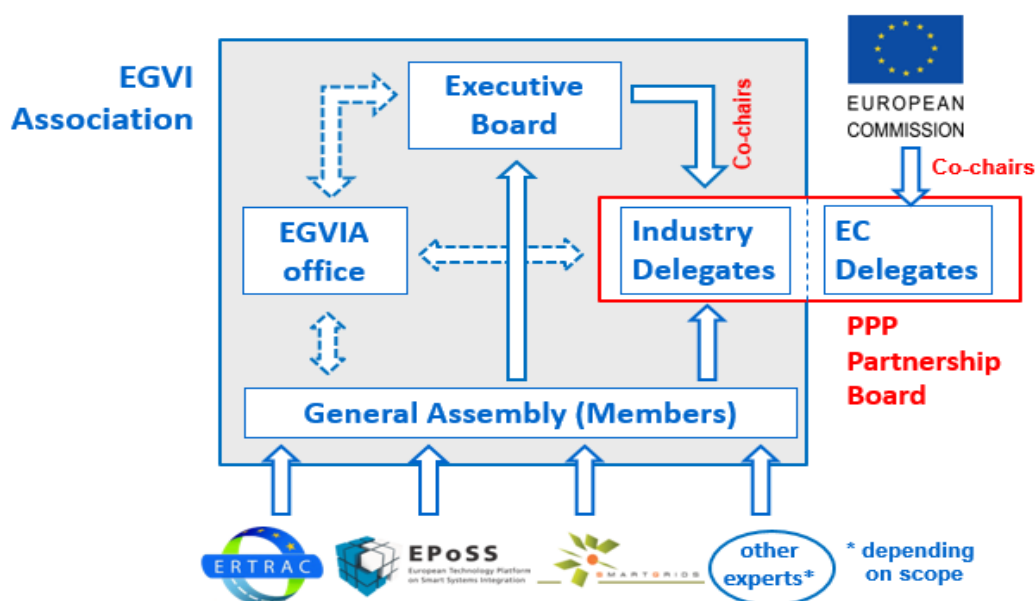 EGVI
Association
Executive
Board
Co-chairs
EUROPEAN
COMMISSION
Co-chairs
EGVIA
office
Industry
Delegates
EC
Delegates
PPP
Partnership
Board
General Assembly (Members)
ERTRAC
EPoSS
European Technology Platform
on Smart Systems Integration
SMARTGRIDS
other
experts*
* depending
on scope